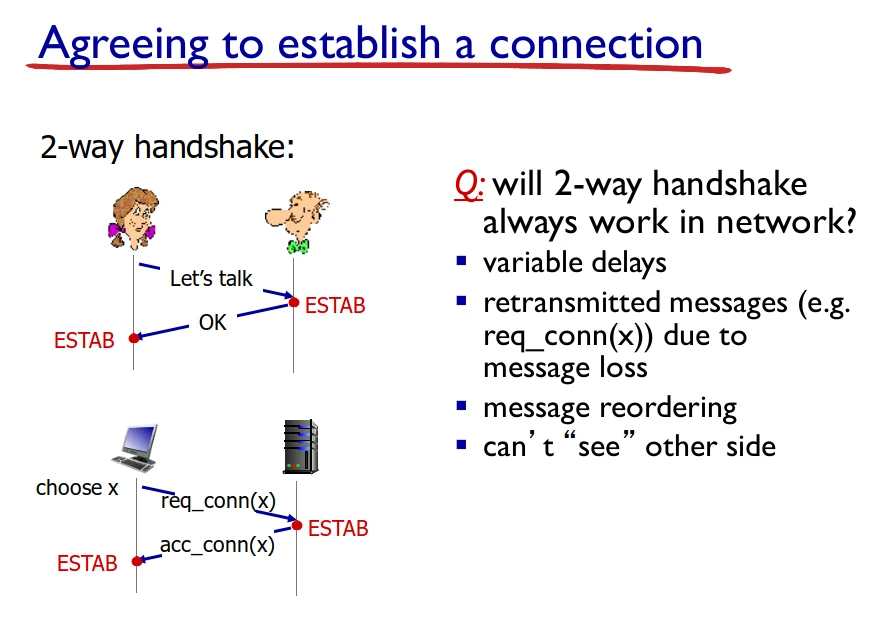 Agreeing to establish a connection
2-way handshake:
Let’s talk
ESTAB
OK
ESTAB
choose x
req_conn(x)
ESTAB
acc_conn(x)
ESTAB
Q: will 2-way handshake
always work in network?
▪ variable delays
▪ retransmitted messages (e.g.
req_conn(x)) due to
message loss
▪ message reordering
▪ can’t “see” other side